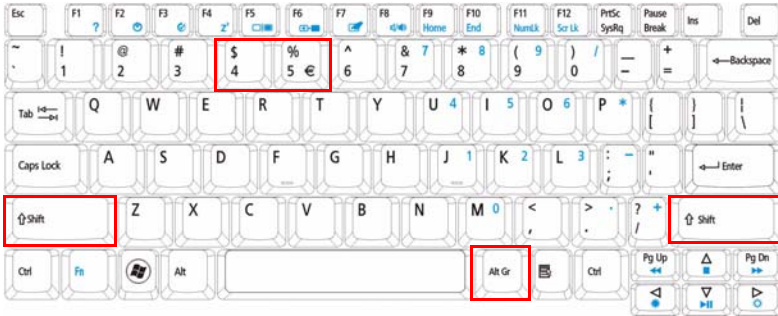 Esc F1 ? F2 F3 F4 Zz F5 F6 F7 F8 F9 Home F10 End F11 NumLk F12 Scr Lk PrtSc SysRq Pause Break Ins Del
~ ` ! 1 @ 2 # 3 $ 4 % 5 € ^ 6 & 7 7 * 8 8 ( 9 9 ) 0 / _ - + = Backspace
Tab Q W E R T Y U 4 I 5 O 6 P * { [ } ] | \
Caps Lock A S D F G H J 1 K 2 L 3 : ; - " ' Enter
Shift Z X C V B N M 0 < , > . . ? / + Shift
Ctrl Fn Alt Alt Gr Ctrl Pg Up Pg Dn